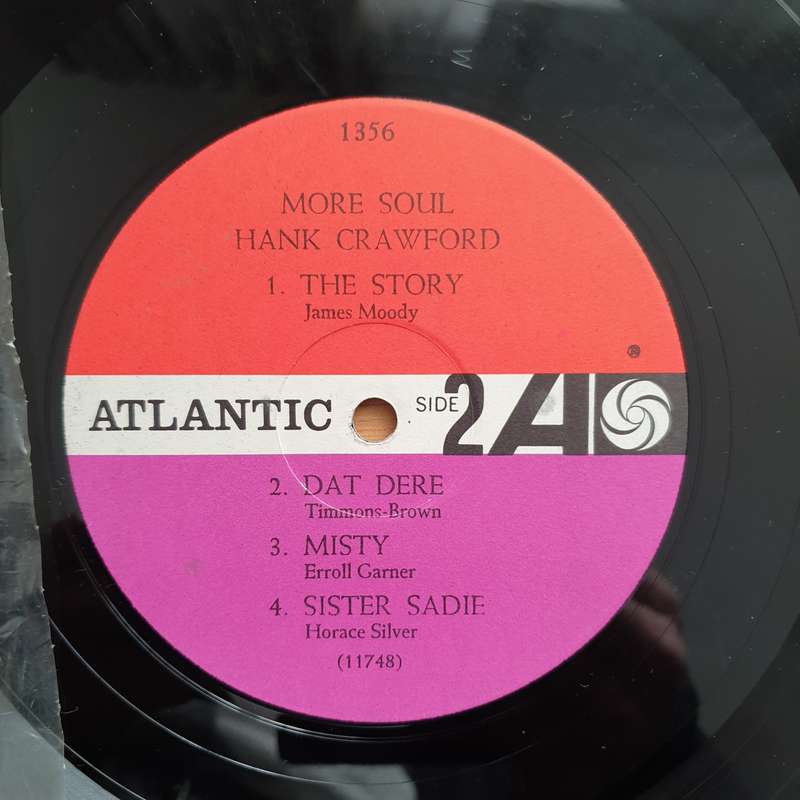 1356
MORE SOUL
HANK CRAWFORD
1. THE STORY
James Moody
®
ATLANTIC SIDE 2 A
2. DAT DERE
Timmons-Brown
3. MISTY
Erroll Garner
4. SISTER SADIE
Horace Silver
(11748)